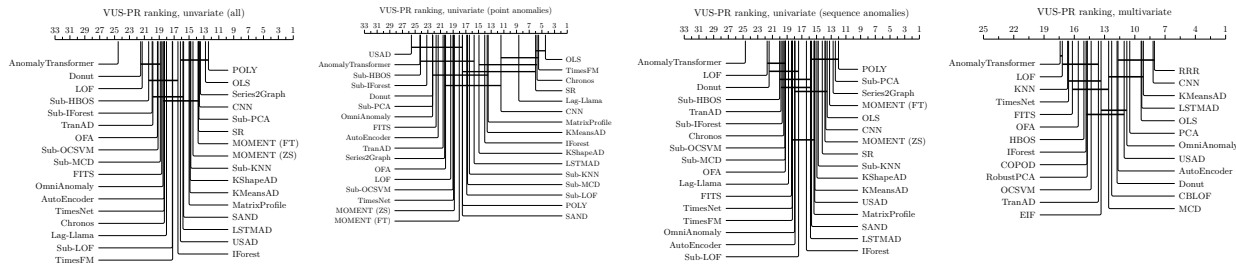 VUS-PR ranking, unvariate (all)
33 31 29 27 25 23 21 19 17 15 13 11 9 7 5 3 1
AnomalyTransformer
Donut
LOF
Sub-HBOS
Sub-IForest
TranAD
OFA
Sub-OCSVM
Sub-MCD
FITS
OmniAnomaly
AutoEncoder
TimesNet
Chronos
Lag-Llama
Sub-LOF
TimesFM
POLY
OLS
Series2Graph
CNN
Sub-PCA
SR
MOMENT (FT)
MOMENT (ZS)
Sub-KNN
KShapeAD
KMeansAD
MatrixProfile
SAND
LSTMAD
USAD
IForest
VUS-PR ranking, univariate (point anomalies)
33 31 29 27 25 23 21 19 17 15 13 11 9 7 5 3 1
USAD
AnomalyTransformer
Sub-HBOS
Sub-IForest
Donut
Sub-PCA
OmniAnomaly
FITS
AutoEncoder
TranAD
Series2Graph
OFA
LOF
Sub-OCSVM
TimesNet
MOMENT (ZS)
MOMENT (FT)
OLS
TimesFM
Chronos
SR
Lag-Llama
CNN
MatrixProfile
KMeansAD
IForest
KShapeAD
LSTMAD
Sub-KNN
Sub-MCD
Sub-LOF
POLY
SAND
VUS-PR ranking, univariate (sequence anomalies)
33 31 29 27 25 23 21 19 17 15 13 11 9 7 5 3 1
AnomalyTransformer
LOF
Donut
Sub-HBOS
TranAD
Sub-IForest
Chronos
Sub-OCSVM
Sub-MCD
OFA
Lag-Llama
FITS
TimesNet
TimesFM
OmniAnomaly
AutoEncoder
Sub-LOF
POLY
Sub-PCA
Series2Graph
MOMENT (FT)
OLS
CNN
MOMENT (ZS)
SR
Sub-KNN
KShapeAD
KMeansAD
USAD
MatrixProfile
SAND
LSTMAD
IForest
VUS-PR ranking, multivariate
25 22 19 16 13 10 7 4 1
AnomalyTransformer
LOF
KNN
TimesNet
FITS
OFA
HBOS
IForest
COPOD
RobustPCA
OCSVM
TranAD
EIF
RRR
CNN
KMeansAD
LSTMAD
OLS
PCA
OmniAnomaly
USAD
AutoEncoder
Donut
CBLOF
MCD